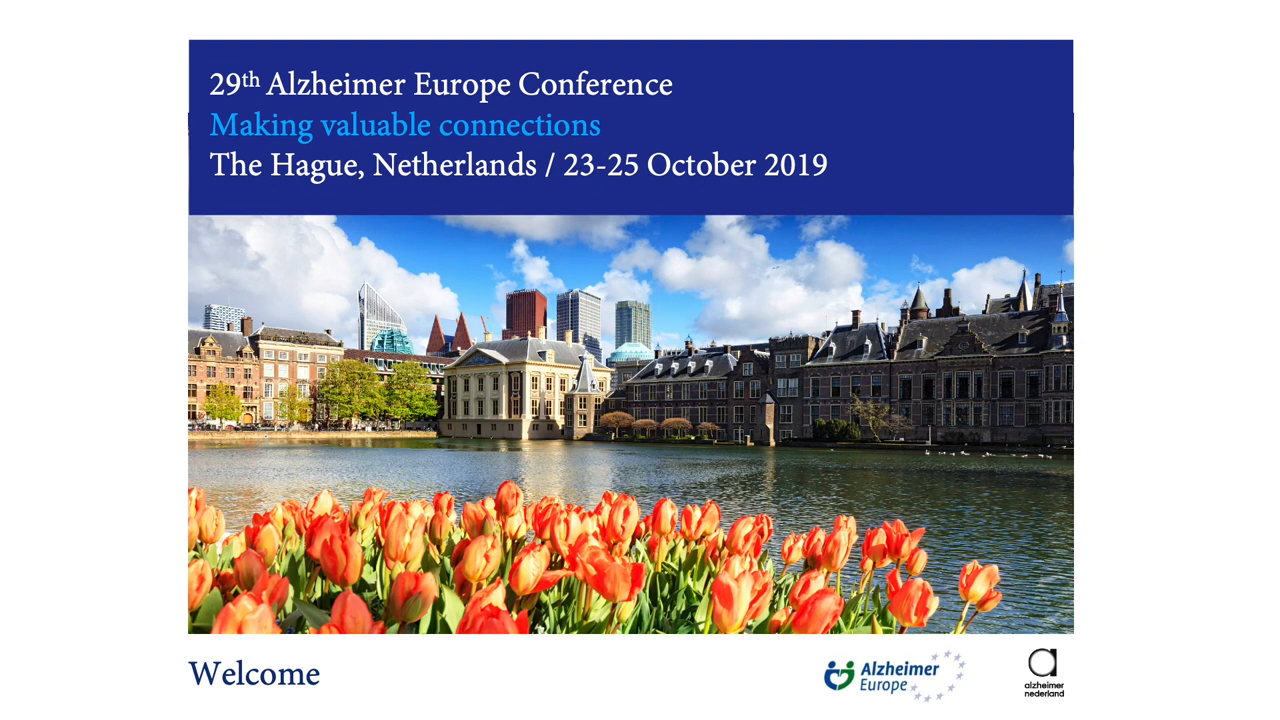 29th Alzheimer Europe Conference
Making valuable connections
The Hague, Netherlands / 23-25 October 2019
Welcome
Alzheimer
Europe
alzheimer
nederland